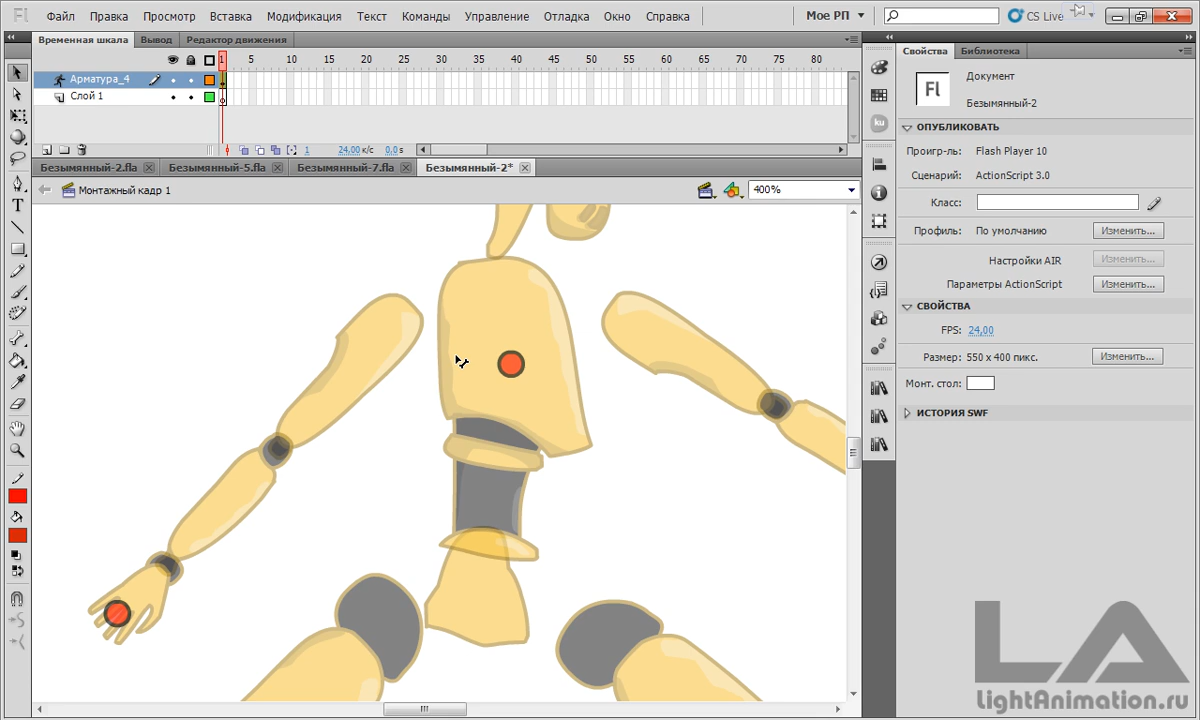 Fl Файл Правка Просмотр Вставка Модификация Текст Команды Управление Отладка Окно Справка Мое РП CS Live
Временная шкала Вывод Редактор движения
1 5 10 15 20 25 30 35 40 45 50 55 60 65 70 75 80
Арматура_4
Слой 1
1 24,00 к/с 0,0 s
Безымянный-2.fla Безымянный-5.fla Безымянный-7.fla Безымянный-2*
Монтажный кадр 1 400%
ku
Свойства Библиотека
Fl
Документ
Безымянный-2
ОПУБЛИКОВАТЬ
Проигр-ль: Flash Player 10
Сценарий: ActionScript 3.0
Класс:
Профиль: По умолчанию Изменить...
Настройки AIR Изменить...
Параметры ActionScript Изменить...
СВОЙСТВА
FPS: 24,00
Размер: 550 x 400 пикс. Изменить...
Монт. стол:
ИСТОРИЯ SWF
LA
LightAnimation.ru